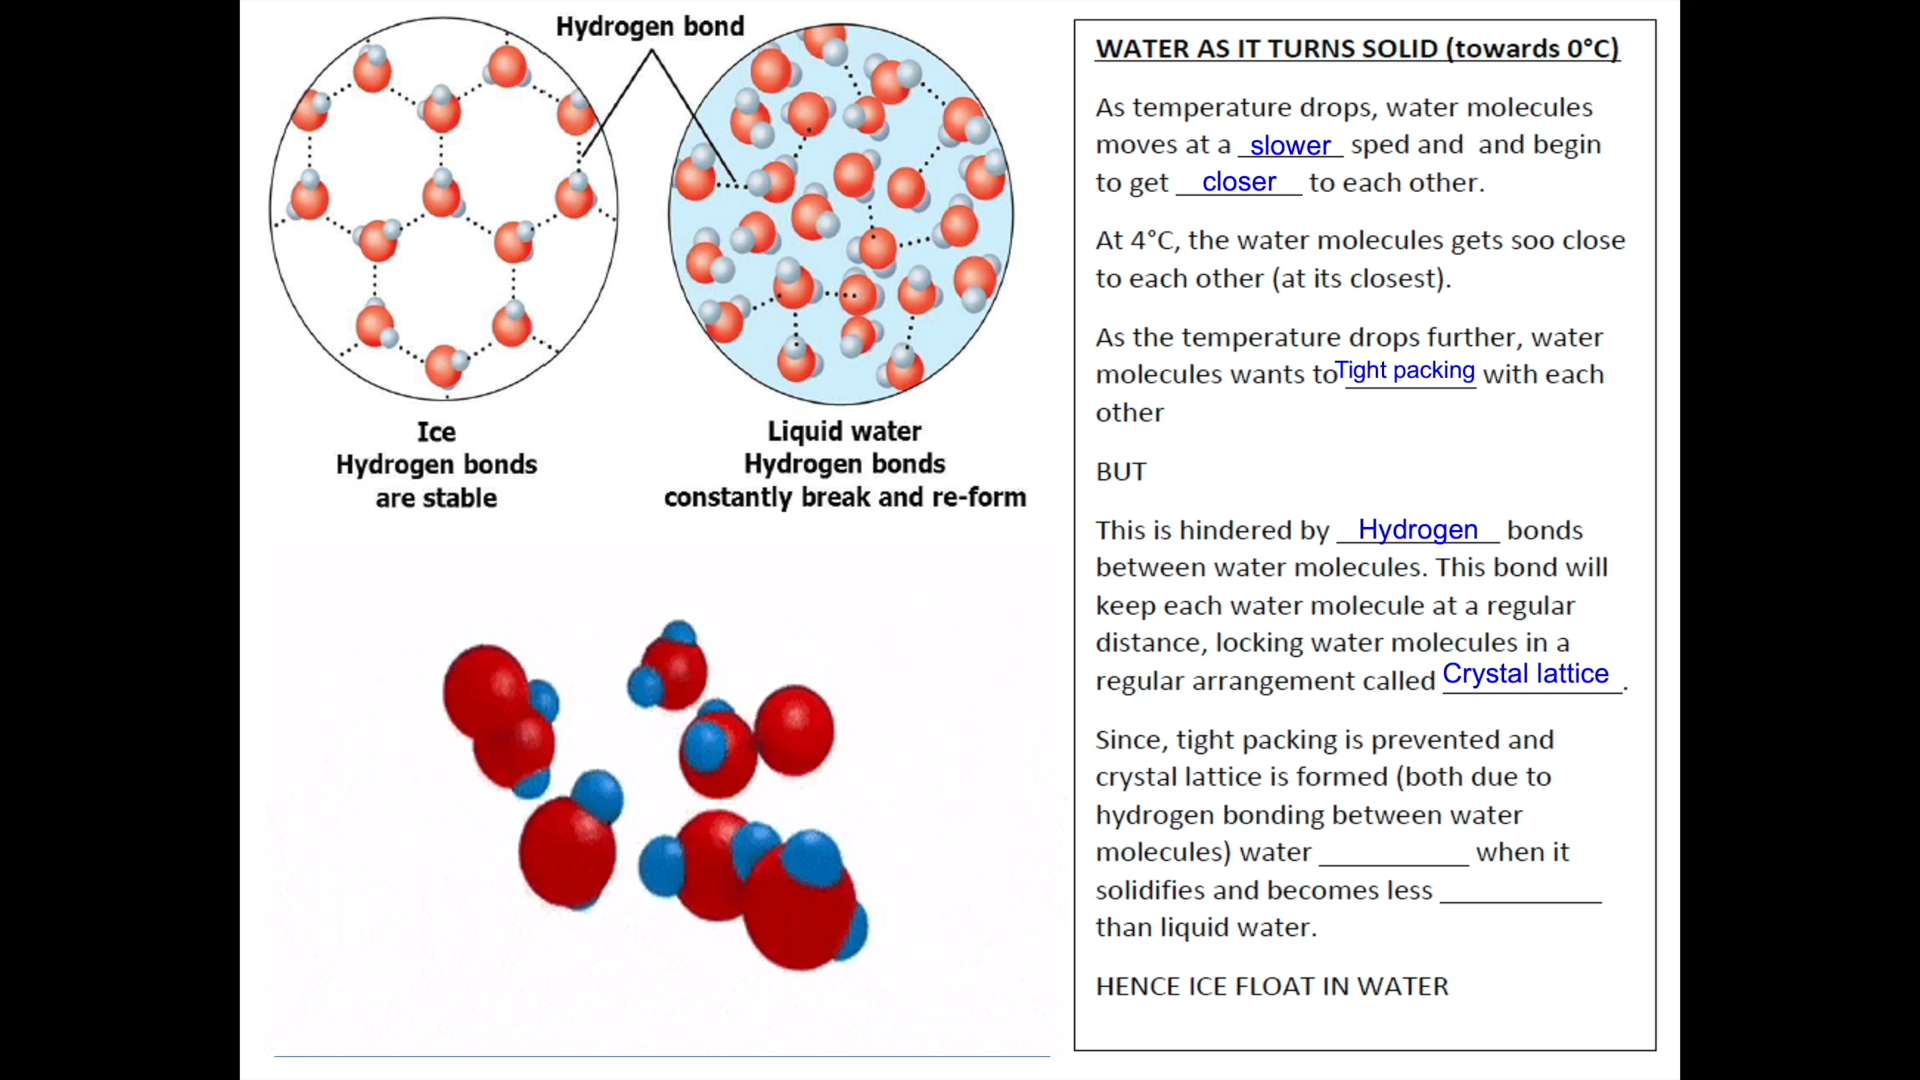 Hydrogen bond
Ice
Hydrogen bonds
are stable
Liquid water
Hydrogen bonds
constantly break and re-form
WATER AS IT TURNS SOLID (towards 0°C)
As temperature drops, water molecules
moves at a slower sped and and begin
to get closer to each other.
At 4°C, the water molecules gets soo close
to each other (at its closest).
As the temperature drops further, water
molecules wants to Tight packing with each
other
BUT
This is hindered by Hydrogen bonds
between water molecules. This bond will
keep each water molecule at a regular
distance, locking water molecules in a
regular arrangement called Crystal lattice.
Since, tight packing is prevented and
crystal lattice is formed (both due to
hydrogen bonding between water
molecules) water __________ when it
solidifies and becomes less ___________
than liquid water.
HENCE ICE FLOAT IN WATER